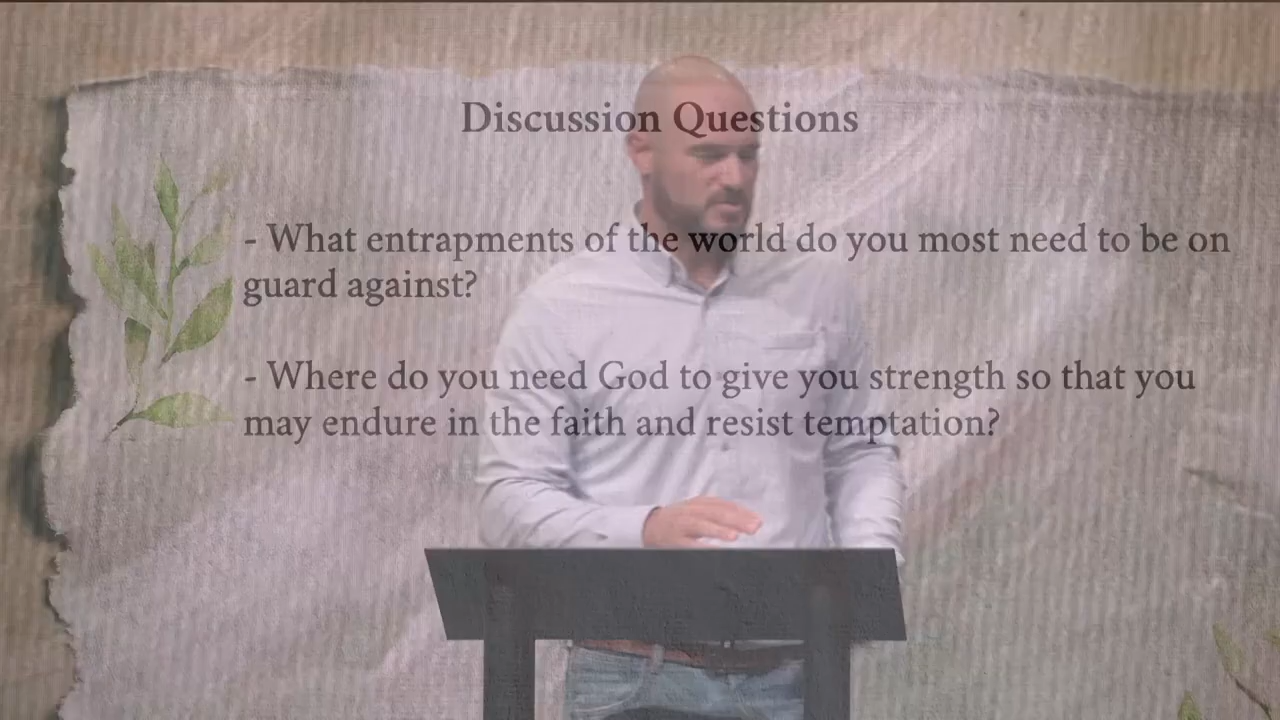 Discussion Questions
- What entrapments of the world do you most need to be on
guard against?
- Where do you need God to give you strength so that you
may endure in the faith and resist temptation?